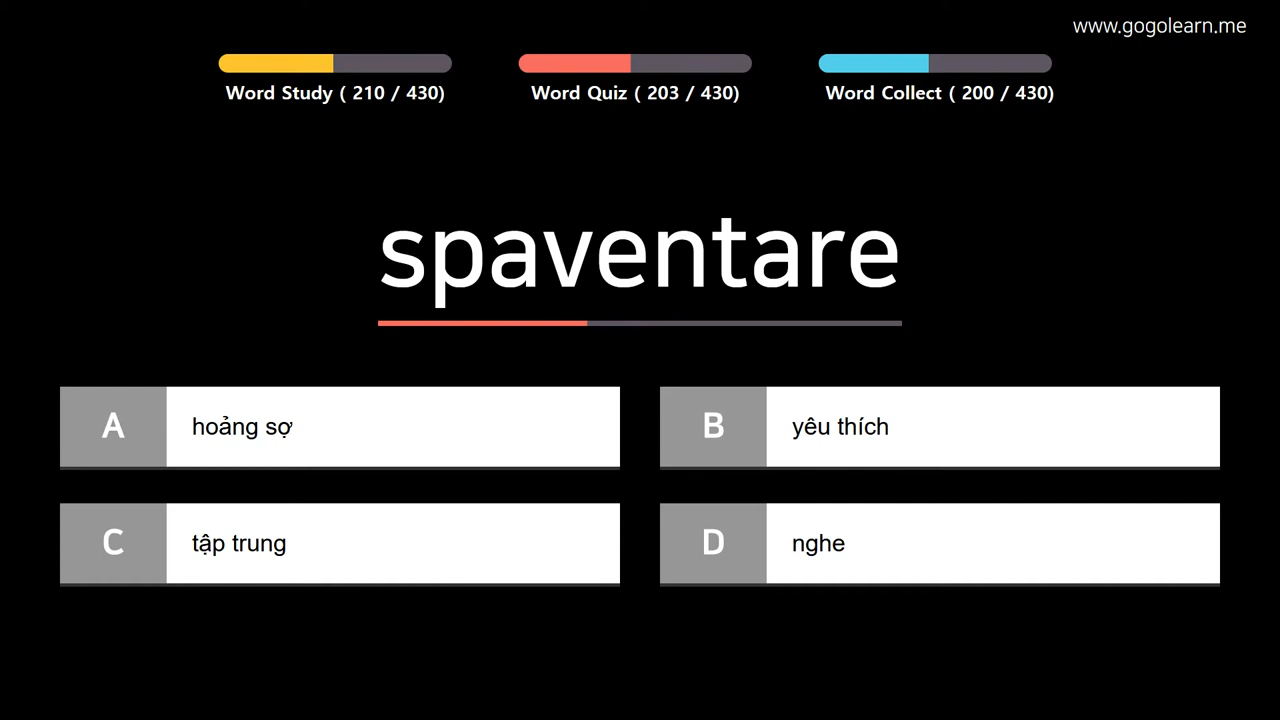 www.gogolearn.me
Word Study ( 210 / 430)
Word Quiz ( 203 / 430)
Word Collect ( 200 / 430)
spaventare
A hoảng sợ
B yêu thích
C tập trung
D nghe